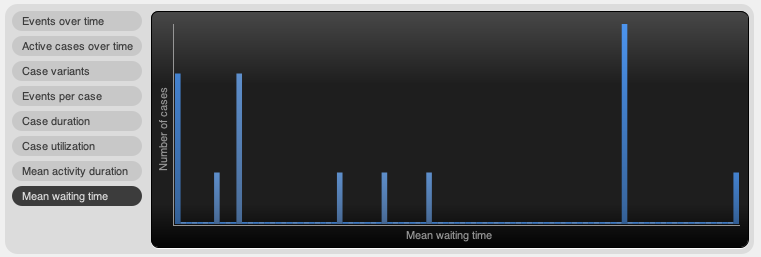 Events over time
Active cases over time
Case variants
Events per case
Case duration
Case utilization
Mean activity duration
Mean waiting time
Number of cases
Mean waiting time